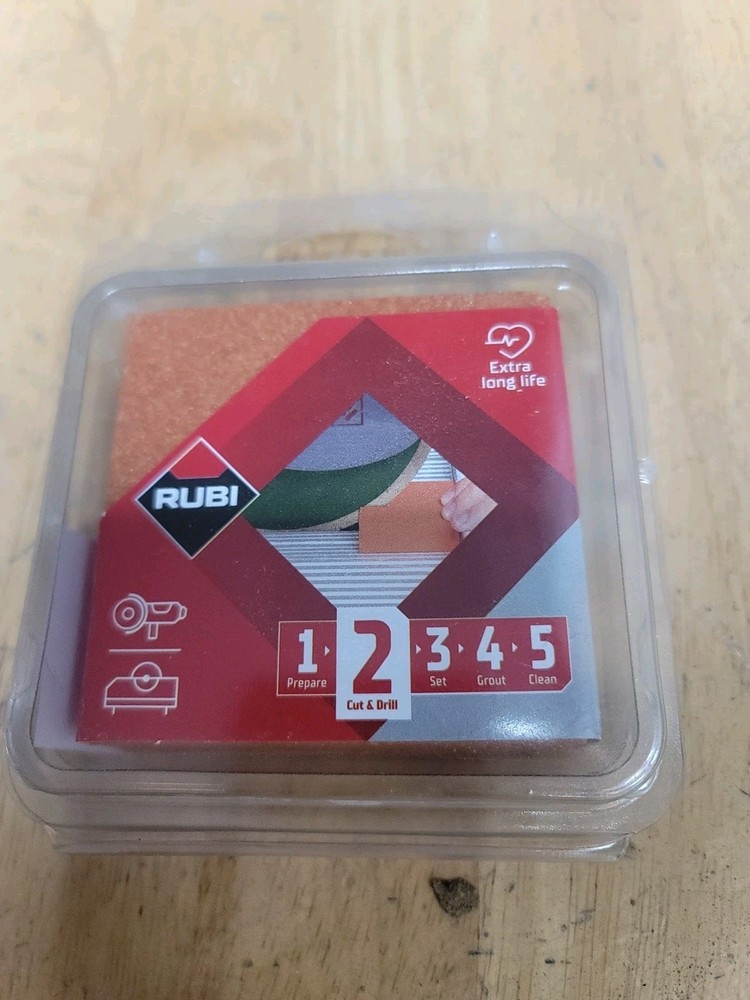 Extra
long life
RUBI
1 2 3 4 5
Prepare Cut & Drill Set Grout Clean